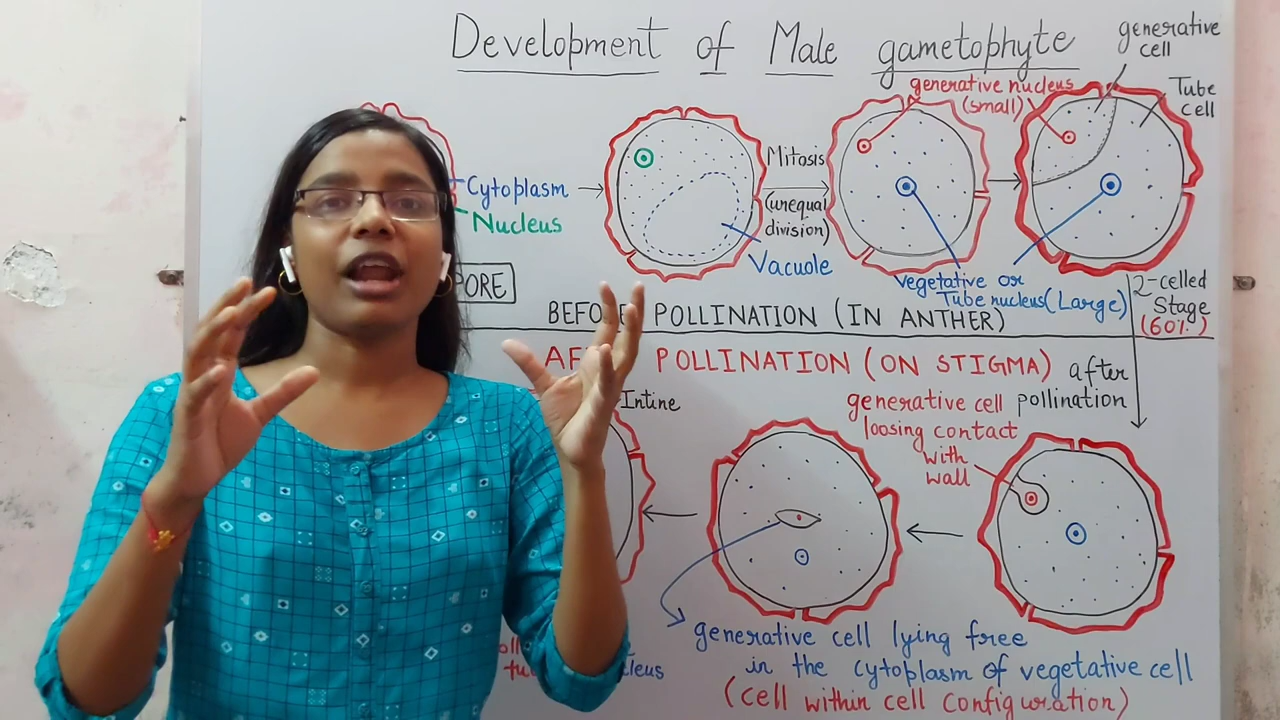 Development of Male gametophyte
generative
cell
generative nucleus
(small)
Tube
cell
Cytoplasm
Nucleus
Mitosis
(unequal
division)
Vacuole
vegetative or
Tube nucleus (Large)
2-celled
Stage
(60%)
PORE
BEFO POLLINATION (IN ANTHER)
AF POLLINATION (ON STIGMA)
after
pollination
Intine
generative cell
loosing contact
with
wall
generative cell lying free
in the cytoplasm of vegetative cell
(cell within cell configuration)